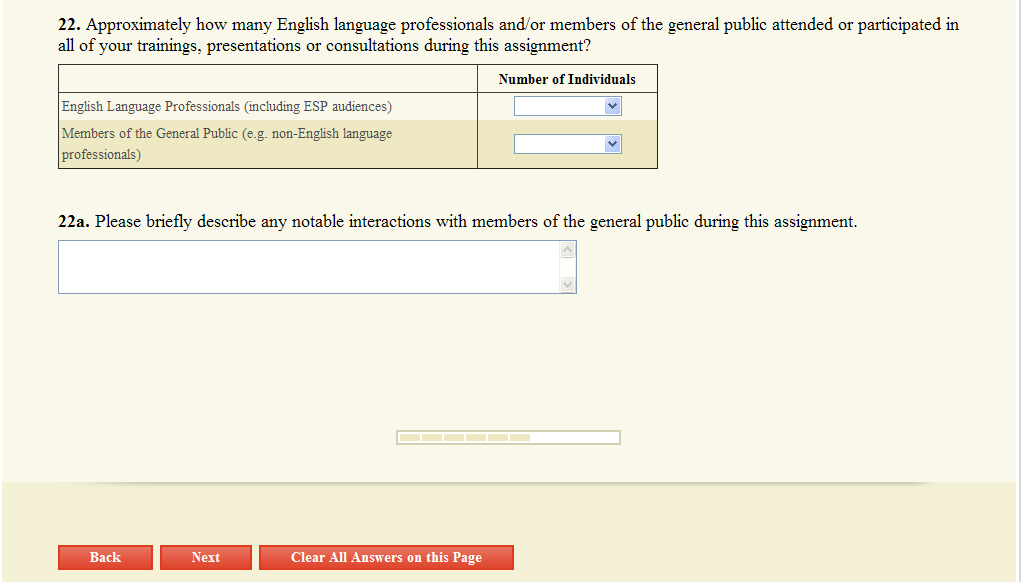 22. Approximately how many English language professionals and/or members of the general public attended or participated in
all of your trainings, presentations or consultations during this assignment?
Number of Individuals
English Language Professionals (including ESP audiences)
Members of the General Public (e.g. non-English language
professionals)
22a. Please briefly describe any notable interactions with members of the general public during this assignment.
Back
Next
Clear All Answers on this Page